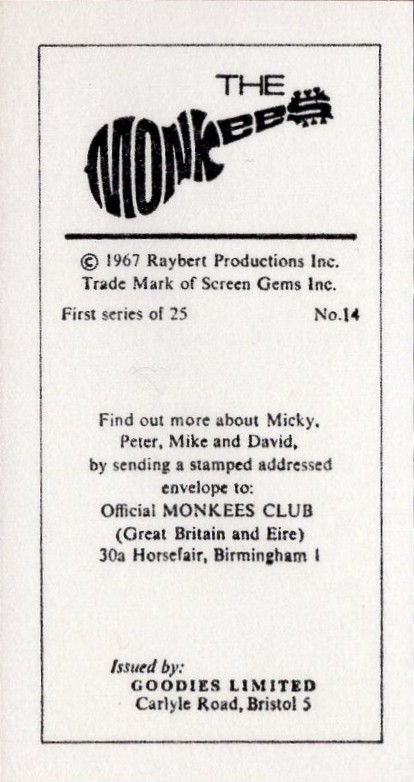 THE
MONKEES
© 1967 Raybert Productions Inc.
Trade Mark of Screen Gems Inc.
First series of 25 No.14
Find out more about Micky,
Peter, Mike and David,
by sending a stamped addressed
envelope to:
Official MONKEES CLUB
(Great Britain and Eire)
30a Horsefair, Birmingham 1
Issued by:
GOODIES LIMITED
Carlyle Road, Bristol 5